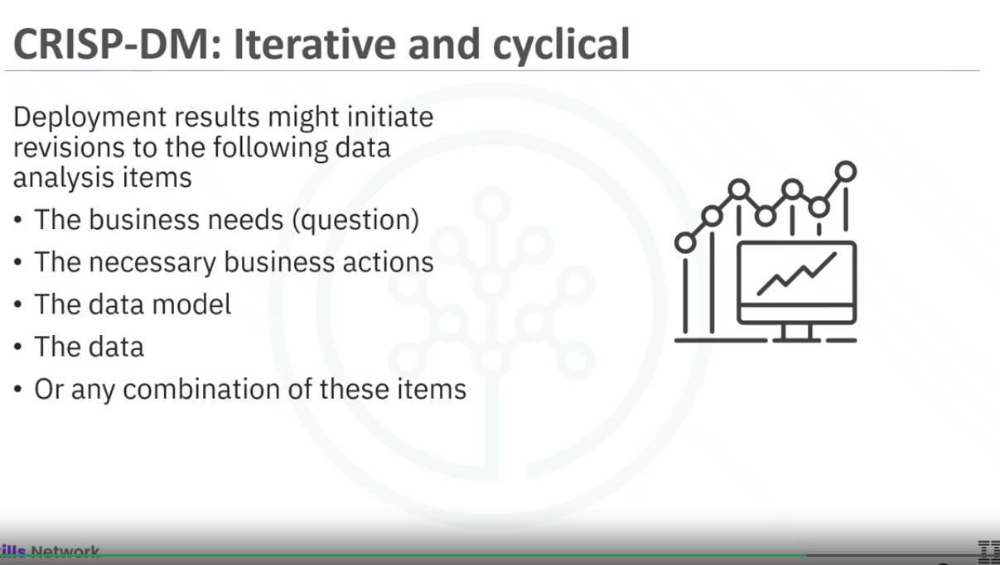 CRISP-DM: Iterative and cyclical
Deployment results might initiate
revisions to the following data
analysis items
• The business needs (question)
• The necessary business actions
• The data model
• The data
• Or any combination of these items
ills Network